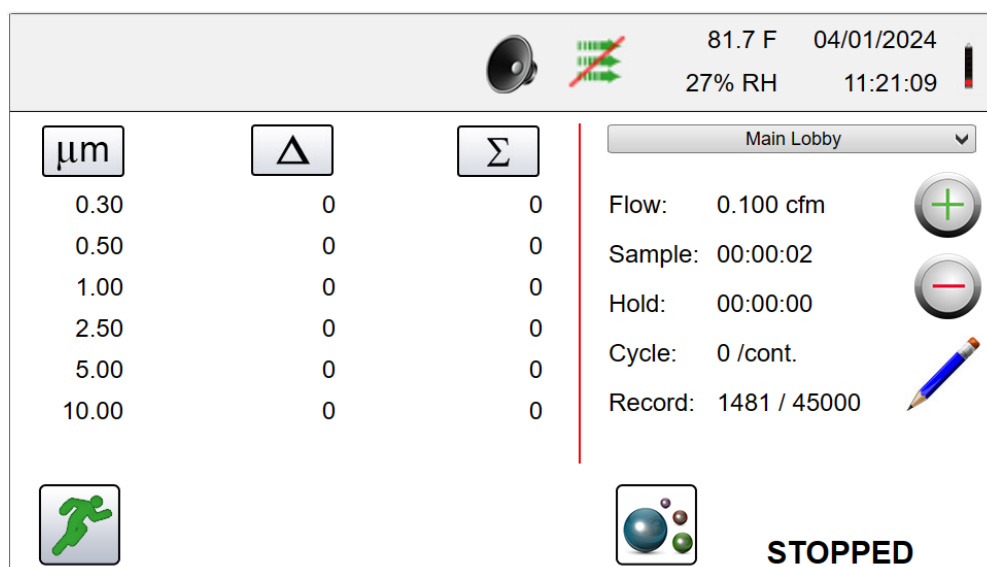 81.7 F 04/01/2024
27% RH 11:21:09
µm Δ Σ Main Lobby
0.30 0 0 Flow: 0.100 cfm
0.50 0 0 Sample: 00:00:02
1.00 0 0 Hold: 00:00:00
2.50 0 0 Cycle: 0 /cont.
5.00 0 0 Record: 1481 / 45000
10.00 0 0
STOPPED